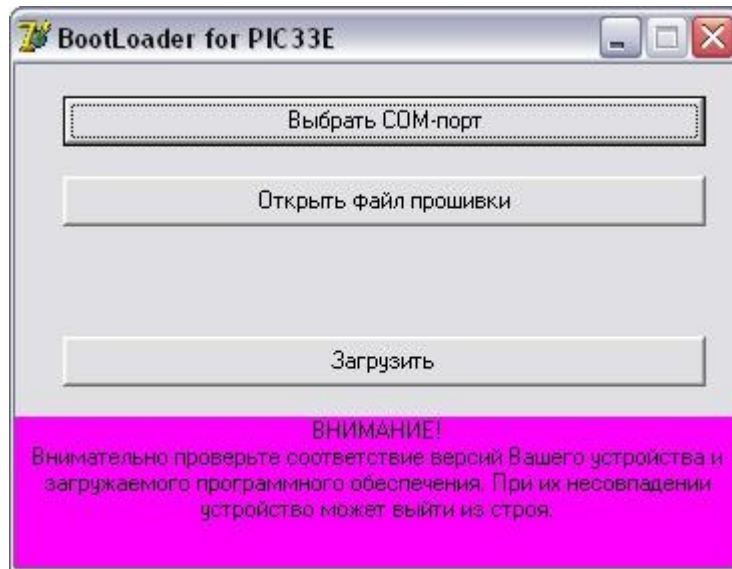 BootLoader for PIC33E
Выбрать COM-порт
Открыть файл прошивки
Загрузить
ВНИМАНИЕ!
Внимательно проверьте соответствие версий Вашего устройства и
загружаемого программного обеспечения. При их несовпадении
устройство может выйти из строя.